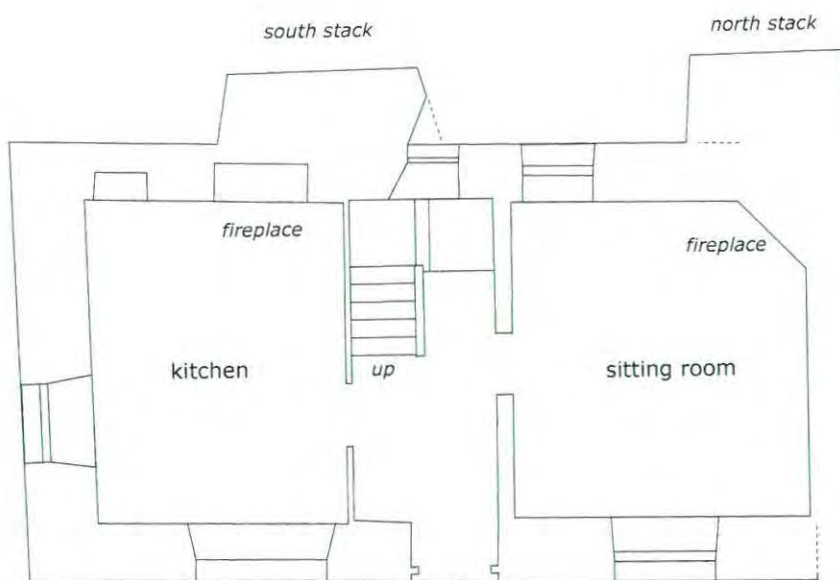 south stack
north stack
fireplace
fireplace
kitchen
up
sitting room